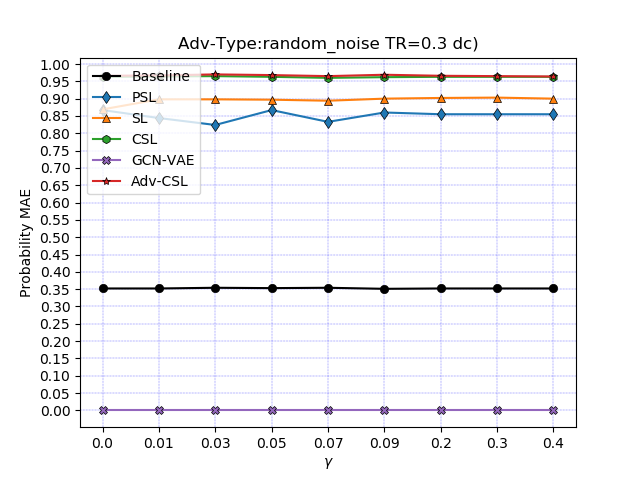 Adv-Type:random_noise TR=0.3 dc)
Probability MAE
1.00
0.95
0.90
0.85
0.80
0.75
0.70
0.65
0.60
0.55
0.50
0.45
0.40
0.35
0.30
0.25
0.20
0.15
0.10
0.05
0.00
Baseline
PSL
SL
CSL
GCN-VAE
Adv-CSL
0.0 0.01 0.03 0.05 0.07 0.09 0.2 0.3 0.4
γ